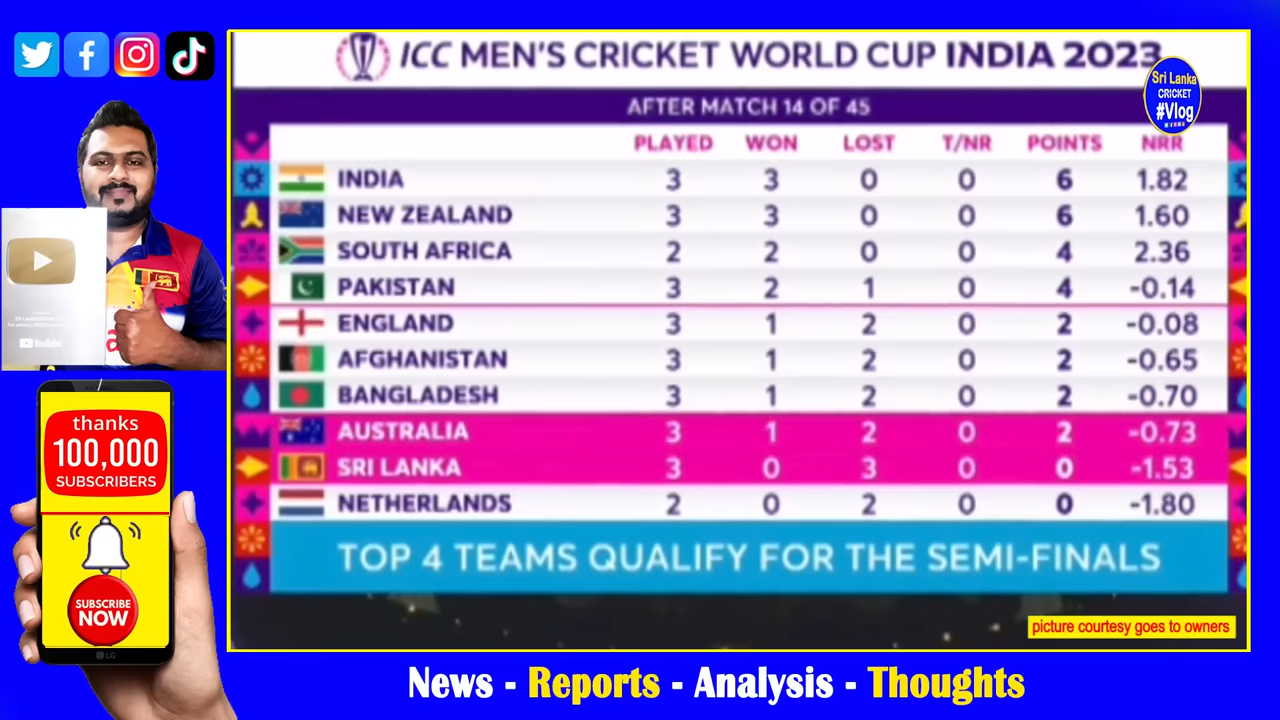 ICC MEN'S CRICKET WORLD CUP INDIA 2023
Sri Lanka
CRICKET
#Vlog
AFTER MATCH 14 OF 45
PLAYED WON LOST T/NR POINTS NRR
INDIA 3 3 0 0 6 1.82
NEW ZEALAND 3 3 0 0 6 1.60
SOUTH AFRICA 2 2 0 0 4 2.36
PAKISTAN 3 2 1 0 4 -0.14
ENGLAND 3 1 2 0 2 -0.08
AFGHANISTAN 3 1 2 0 2 -0.65
BANGLADESH 3 1 2 0 2 -0.70
AUSTRALIA 3 1 2 0 2 -0.73
SRI LANKA 3 0 3 0 0 -1.53
NETHERLANDS 2 0 2 0 0 -1.80
TOP 4 TEAMS QUALIFY FOR THE SEMI-FINALS
picture courtesy goes to owners
YouTube
thanks
100,000
SUBSCRIBERS
SUBSCRIBE
NOW
LG
News - Reports - Analysis - Thoughts